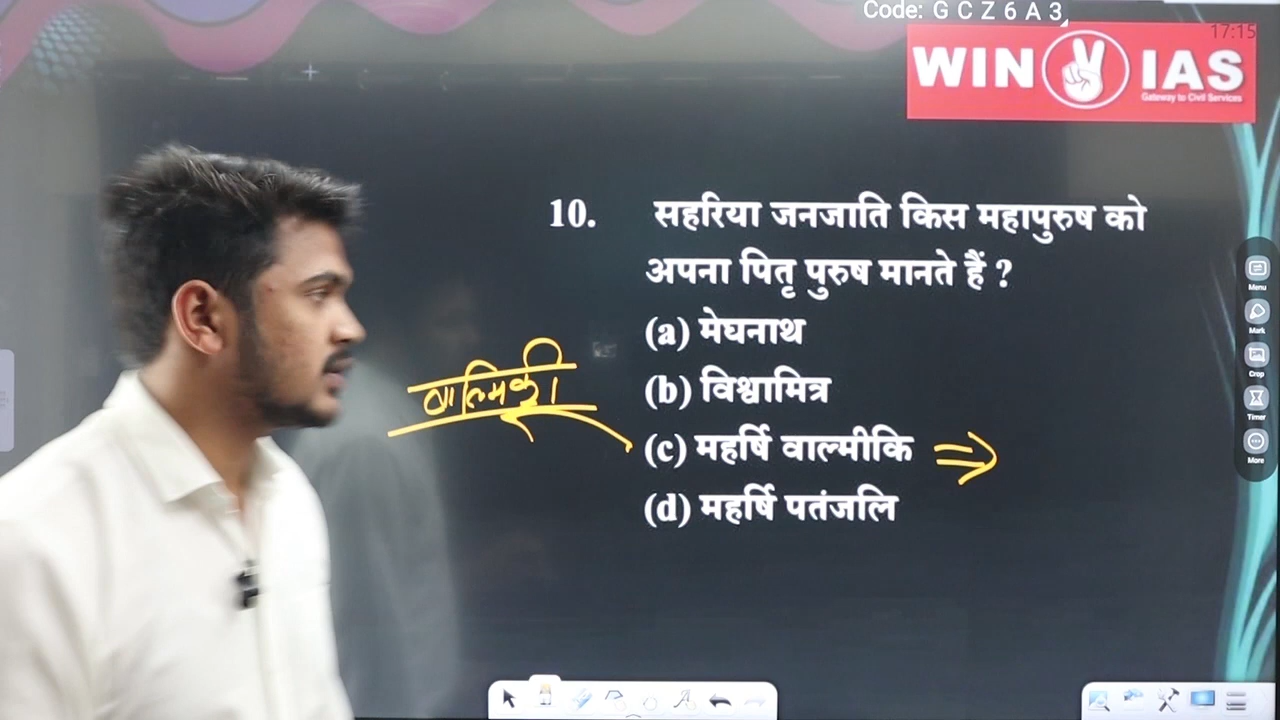 Code: G C Z 6 A 3
17:15
WIN IAS
Gateway to Civil Services
10. सहरिया जनजाति किस महापुरुष को
अपना पितृ पुरुष मानते हैं ?
(a) मेघनाथ
(b) विश्वामित्र
वाल्मिकी
(c) महर्षि वाल्मीकि ⇒
(d) महर्षि पतंजलि
Menu
Mark
Crop
Timer
More